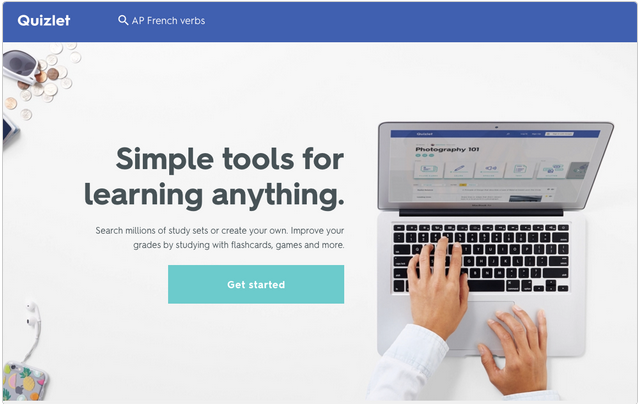 Quizlet
AP French verbs
Simple tools for
learning anything.
Search millions of study sets or create your own. Improve your
grades by studying with flashcards, games and more.
Get started
Quizlet
Photography 101